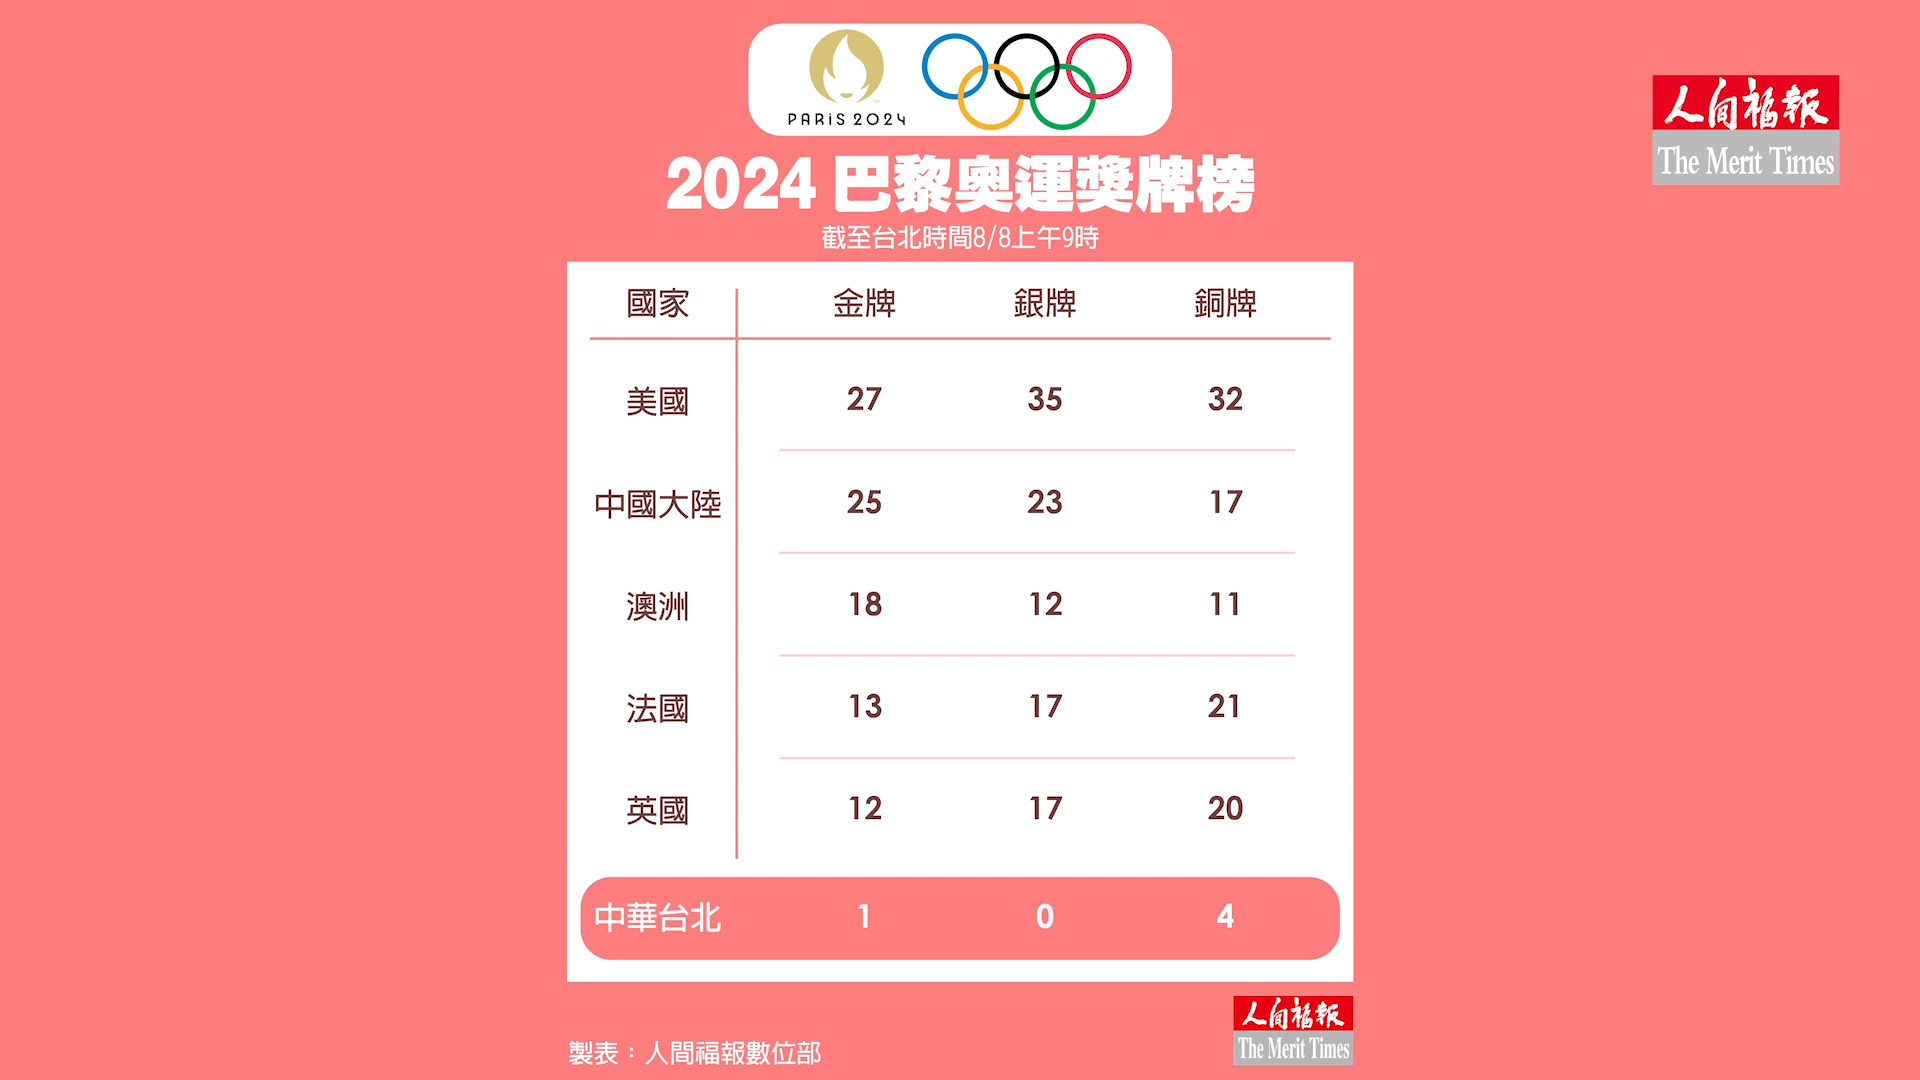 PARIS 2024
人間福報
The Merit Times
2024 巴黎奧運獎牌榜
截至台北時間8/8上午9時
國家 金牌 銀牌 銅牌
美國 27 35 32
中國大陸 25 23 17
澳洲 18 12 11
法國 13 17 21
英國 12 17 20
中華台北 1 0 4
人間福報
The Merit Times
製表：人間福報數位部